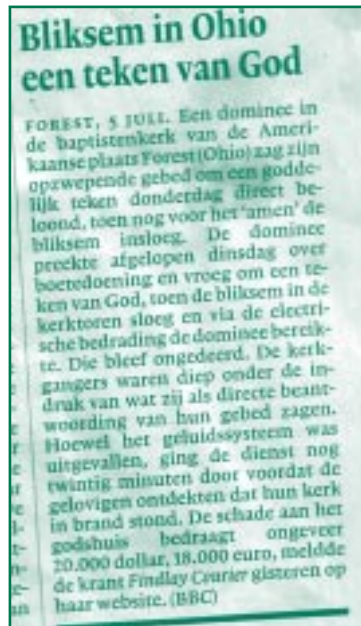 Bliksem in Ohio
een teken van God
FOREST, 5 JULI. Een dominee in
de baptistenkerk van de Ameri-
kaanse plaats Forest (Ohio) zag zijn
opzwepende gebed om een godde-
lijk teken donderdag direct be-
loond, toen nog voor het 'amen' de
bliksem insloeg. De dominee
preekte afgelopen dinsdag over
boetedoening en vroeg om een te-
ken van God, toen de bliksem in de
kerktoren sloeg en via de electri-
sche bedrading de dominee bereik-
te. Die bleef ongedeerd. De kerk-
gangers waren diep onder de in-
druk van wat zij als directe beant-
woording van hun gebed zagen.
Hoewel het geluidssysteem was
uitgevallen, ging de dienst nog
twintig minuten door voordat de
gelovigen ontdekten dat hun kerk
in brand stond. De schade aan het
godshuis bedraagt ongeveer
20.000 dollar, 18.000 euro, meldde
de krant Findlay Courier gisteren op
haar website. (BBC)